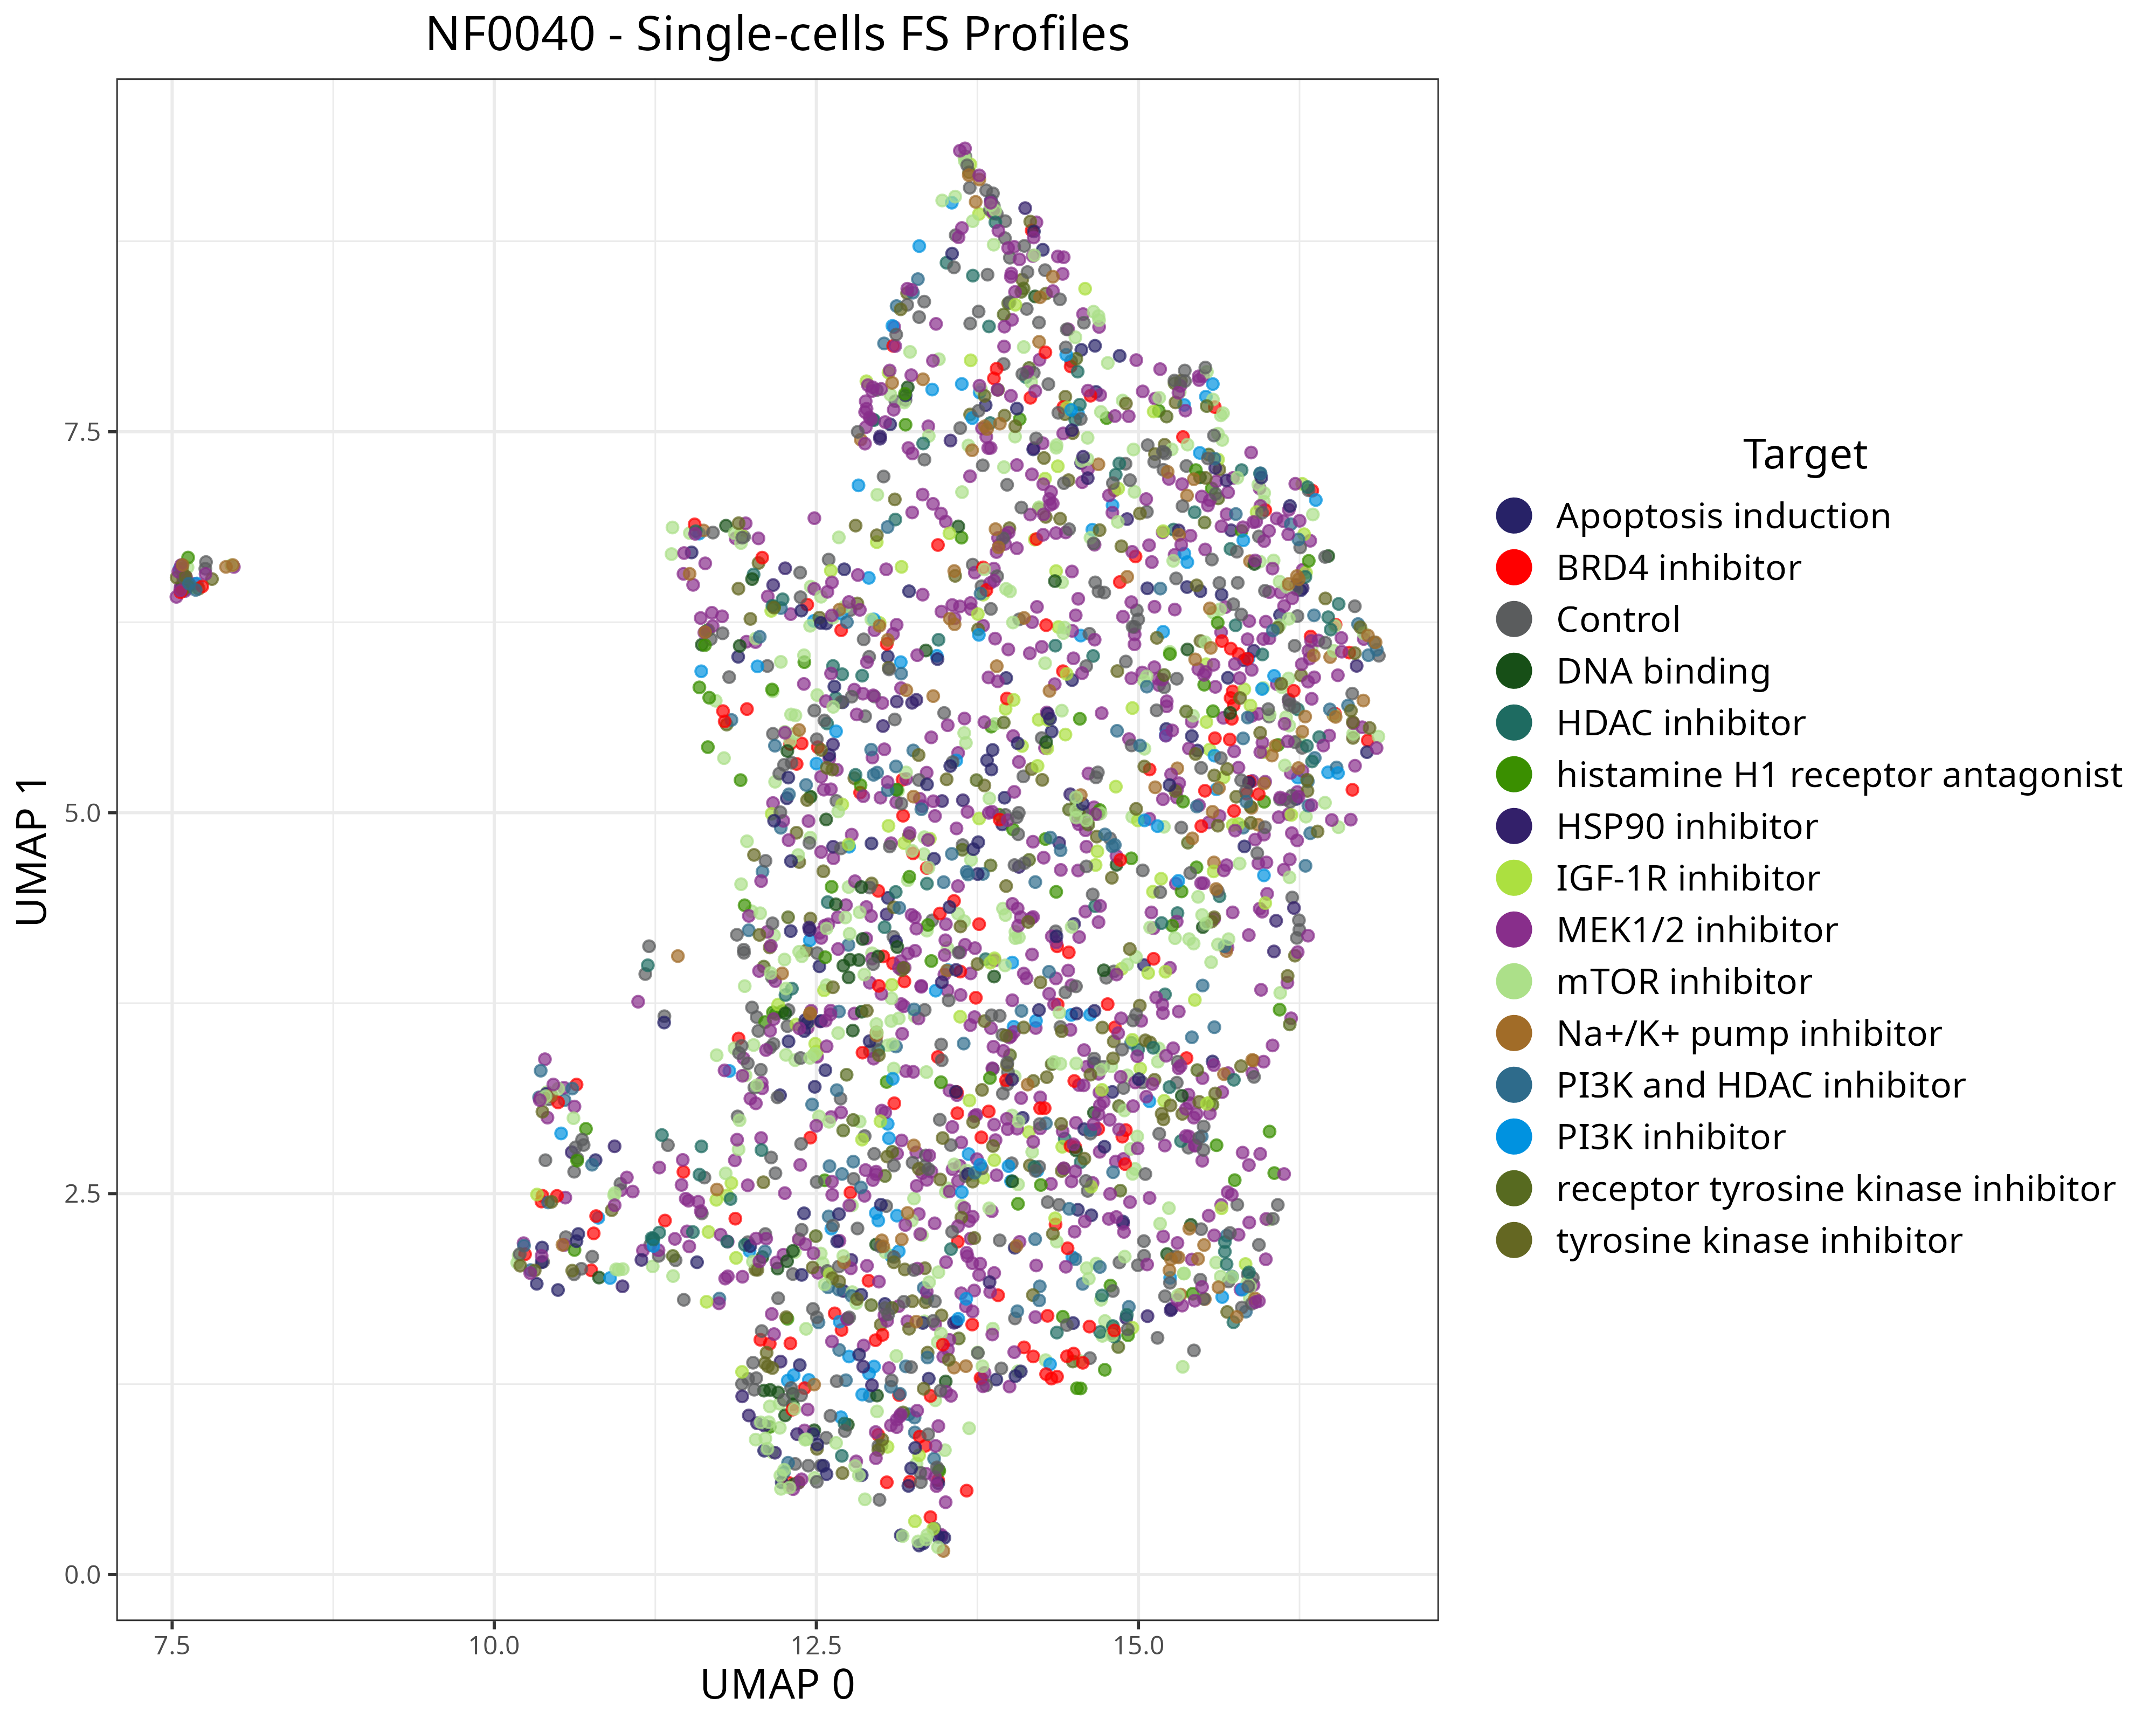 NF0040 - Single-cells FS Profiles
UMAP 1
7.5
5.0
2.5
0.0
7.5
10.0
12.5
15.0
UMAP 0
Target
Apoptosis induction
BRD4 inhibitor
Control
DNA binding
HDAC inhibitor
histamine H1 receptor antagonist
HSP90 inhibitor
IGF-1R inhibitor
MEK1/2 inhibitor
mTOR inhibitor
Na+/K+ pump inhibitor
PI3K and HDAC inhibitor
PI3K inhibitor
receptor tyrosine kinase inhibitor
tyrosine kinase inhibitor